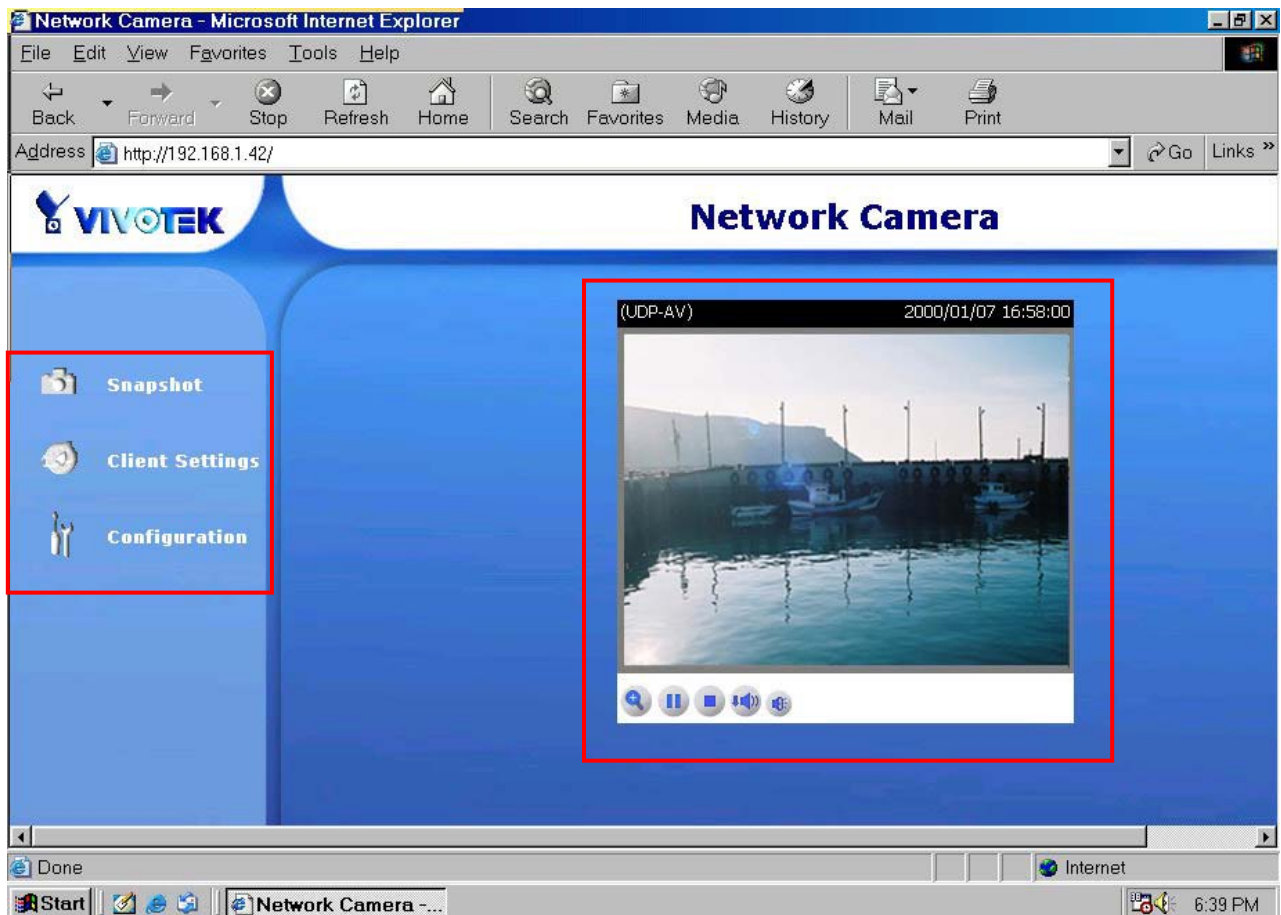 Network Camera - Microsoft Internet Explorer
File Edit View Favorites Tools Help
Back Forward Stop Refresh Home Search Favorites Media History Mail Print
Address http://192.168.1.42/ Go Links »
VIVOTEK
Network Camera
(UDP-AV) 2000/01/07 16:58:00
Snapshot
Client Settings
Configuration
Done Internet
Start Network Camera -... 6:39 PM